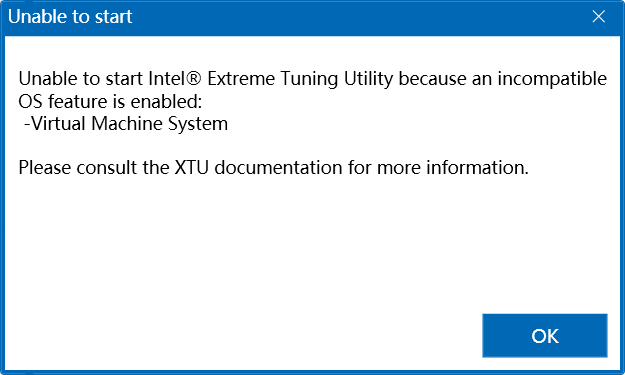 Unable to start
Unable to start Intel® Extreme Tuning Utility because an incompatible
OS feature is enabled:
-Virtual Machine System
Please consult the XTU documentation for more information.
OK